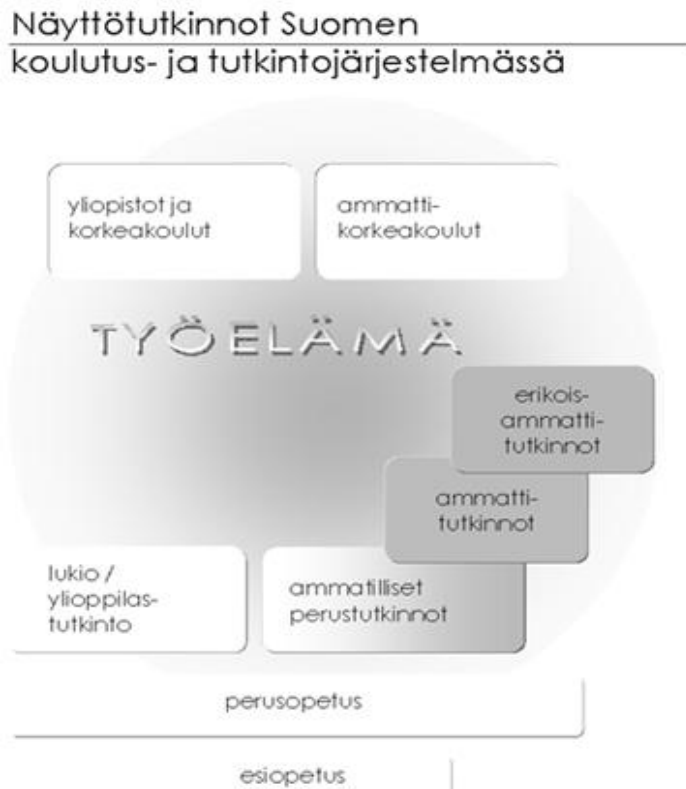 Näyttötutkinnot Suomen
koulutus- ja tutkintojärjestelmässä
yliopistot ja
korkeakoulut
ammatti-
korkeakoulut
TYÖELÄMÄ
erikois-
ammatti-
tutkinnot
ammatti-
tutkinnot
lukio /
ylioppilas-
tutkinto
ammatilliset
perustutkinnot
perusopetus
esiopetus